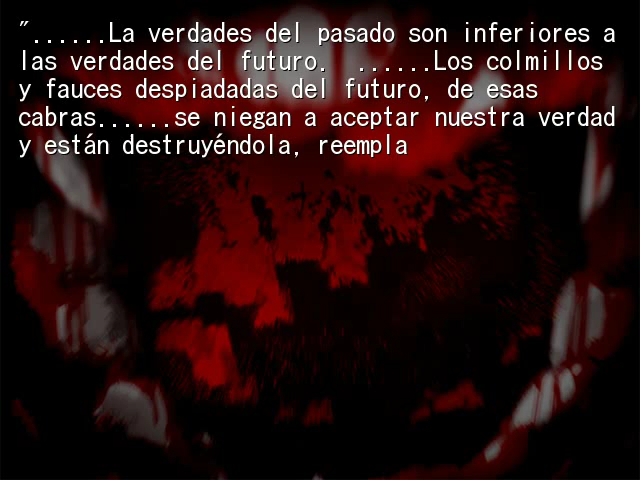 "......La verdades del pasado son inferiores a
las verdades del futuro.  ......Los colmillos
y fauces despiadadas del futuro, de esas
cabras......se niegan a aceptar nuestra verdad
y están destruyéndola, reempla